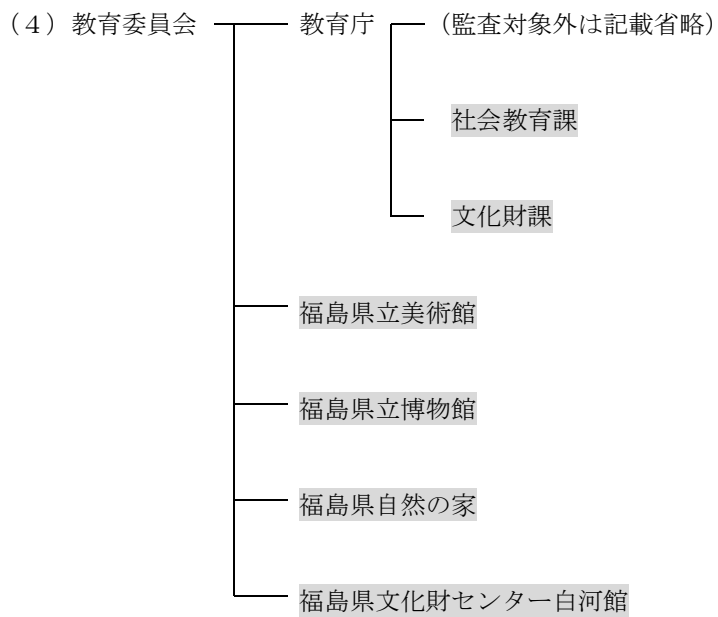 （４）教育委員会 教育庁 （監査対象外は記載省略）
社会教育課
文化財課
福島県立美術館
福島県立博物館
福島県自然の家
福島県文化財センター白河館